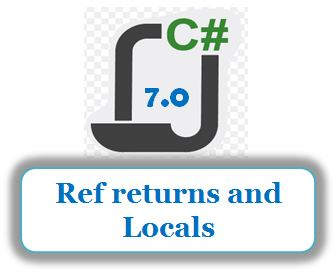 C#
7.0
Ref returns and
Locals